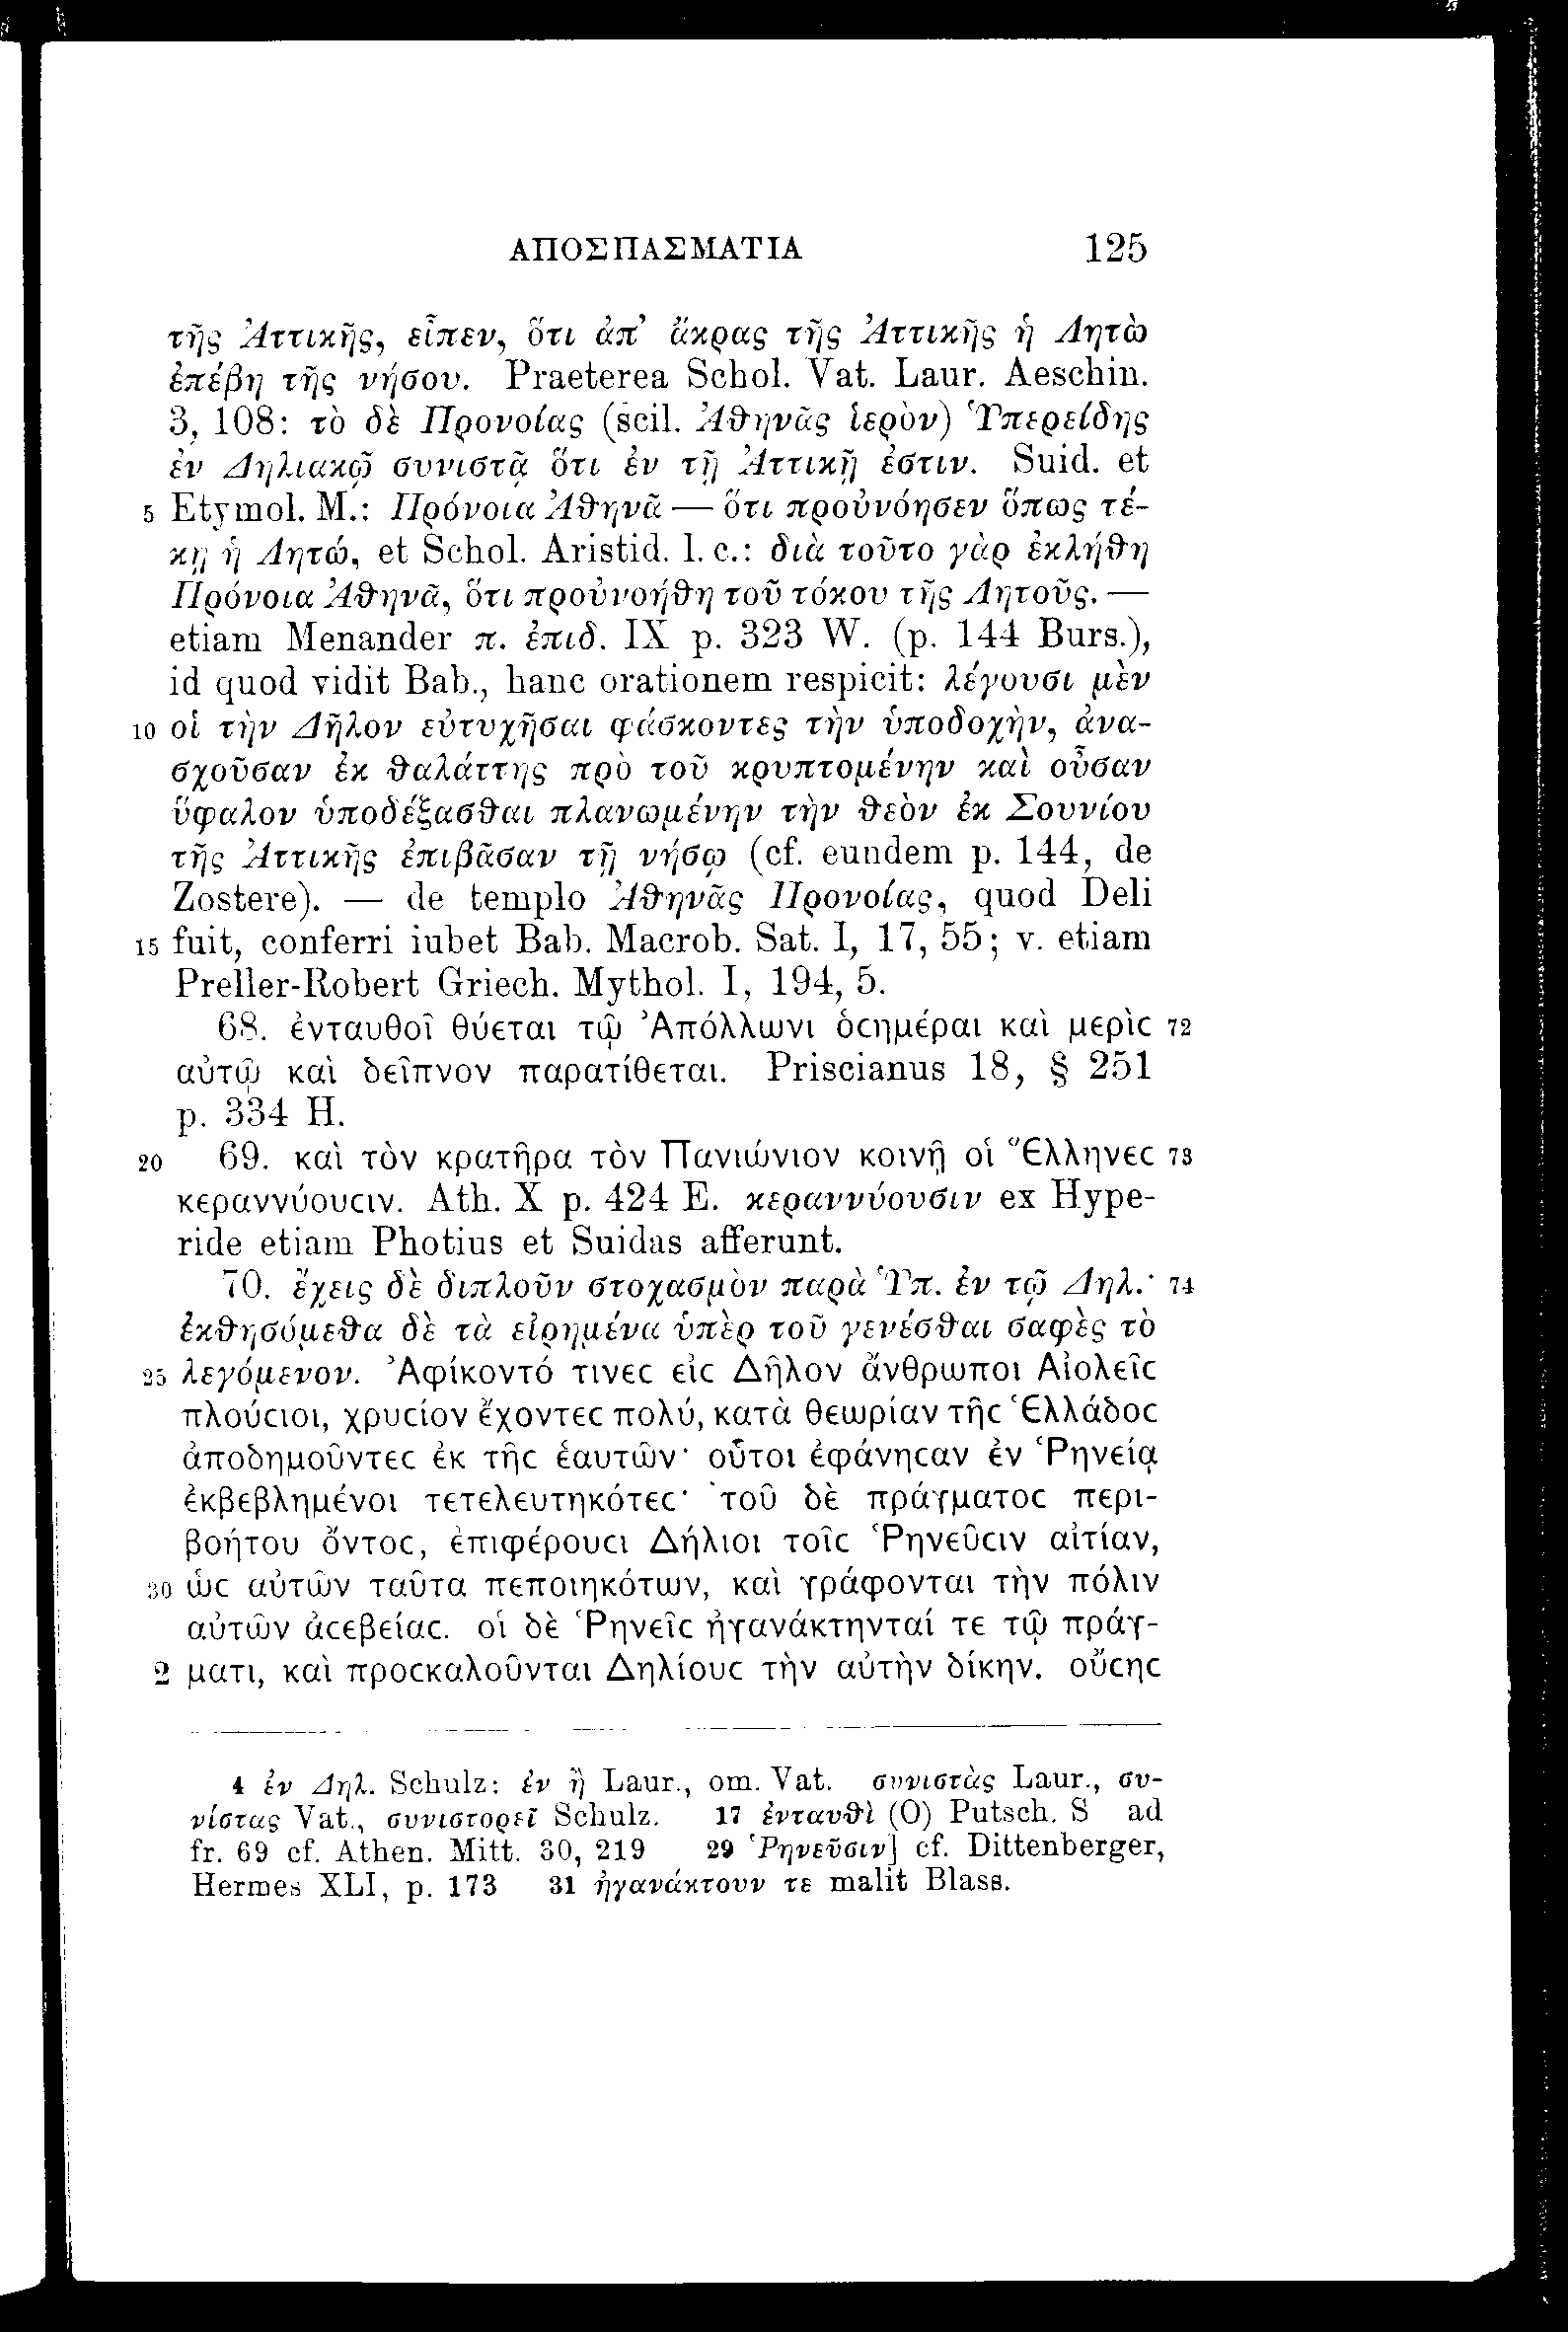 ΑΠΟΣΠΑΣΜΑΤΙΑ 125
τῆς Ἀττικῆς, εἶπεν, ὅτι ἀπ’ ἄκρας τῆς Ἀττικῆς ἡ Λητὼ
ἐπέβη τῆς νήσου. Praeterea Schol. Vat. Laur. Aeschin.
3, 108: τὸ δὲ Προνοίας (scil. Ἀθηνᾶς ἱερὸν) Ὑπερείδης
ἐν Δηλιακῷ συνιστᾷ ὅτι ἐν τῇ Ἀττικῇ ἐστιν. Suid. et
5 Etymol. M.: Πρόνοια Ἀθηνᾶ — ὅτι προὐνόησεν ὅπως τέ-
κῃ ἡ Λητώ, et Schol. Aristid. l. c.: διὰ τοῦτο γὰρ ἐκλήθη
Πρόνοια Ἀθηνᾶ, ὅτι προὐνοήθη τοῦ τόκου τῆς Λητοῦς. —
etiam Menander π. ἐπιδ. IX p. 323 W. (p. 144 Burs.),
id quod vidit Bab., hanc orationem respicit: λέγουσι μὲν
10 οἱ τὴν Δῆλον εὐτυχῆσαι φάσκοντες τὴν ὑποδοχὴν, ἀνα-
σχοῦσαν ἐκ θαλάττης πρὸ τοῦ κρυπτομένην καὶ οὖσαν
ὕφαλον ὑποδέξασθαι πλανωμένην τὴν θεὸν ἐκ Σουνίου
τῆς Ἀττικῆς ἐπιβᾶσαν τῇ νήσῳ (cf. eundem p. 144, de
Zostere). — de templo Ἀθηνᾶς Προνοίας, quod Deli
15 fuit, conferri iubet Bab. Macrob. Sat. I, 17, 55; v. etiam
Preller-Robert Griech. Mythol. I, 194, 5.
68. ἐνταυθοῖ θύεται τῷ Ἀπόλλωνι ὁσημέραι καὶ μερὶς 72
αὐτῷ καὶ δεῖπνον παρατίθεται. Priscianus 18, § 251
p. 334 H.
20 69. καὶ τὸν κρατῆρα τὸν Πανιώνιον κοινῇ οἱ Ἕλληνες 73
κεραννύουσιν. Ath. X p. 424 E. κεραννύουσιν ex Hype-
ride etiam Photius et Suidas afferunt.
70. ἔχεις δὲ διπλοῦν στοχασμὸν παρὰ Ὑπ. ἐν τῷ Δηλ.· 74
ἐκθησόμεθα δὲ τὰ εἰρημένα ὑπὲρ τοῦ γενέσθαι σαφὲς τὸ
25 λεγόμενον. Ἀφίκοντό τινες εἰς Δῆλον ἄνθρωποι Αἰολεῖς
πλούσιοι, χρυσίον ἔχοντες πολύ, κατὰ θεωρίαν τῆς Ἑλλάδος
ἀποδημοῦντες ἐκ τῆς ἑαυτῶν· οὗτοι ἐφάνησαν ἐν Ῥηνείᾳ
ἐκβεβλημένοι τετελευτηκότες· τοῦ δὲ πράγματος περι-
βοήτου ὄντος, ἐπιφέρουσι Δήλιοι τοῖς Ῥηνεῦσιν αἰτίαν,
30 ὡς αὐτῶν ταῦτα πεποιηκότων, καὶ γράφονται τὴν πόλιν
αὐτῶν ἀσεβείας. οἱ δὲ Ῥηνεῖς ἠγανάκτηνταί τε τῷ πράγ-
2 ματι, καὶ προσκαλοῦνται Δηλίους τὴν αὐτὴν δίκην. οὔσης
4 ἐν Δηλ. Schulz: ἐν ᾗ Laur., om. Vat. συνιστὰς Laur., συ-
νίστας Vat., συνιστορεῖ Schulz. 17 ἐνταυθὶ (O) Putsch. S ad
fr. 69 cf. Athen. Mitt. 30, 219 29 Ῥηνεῦσιν] cf. Dittenberger,
Hermes XLI, p. 173 31 ἠγανάκτουν τε malit Blass.